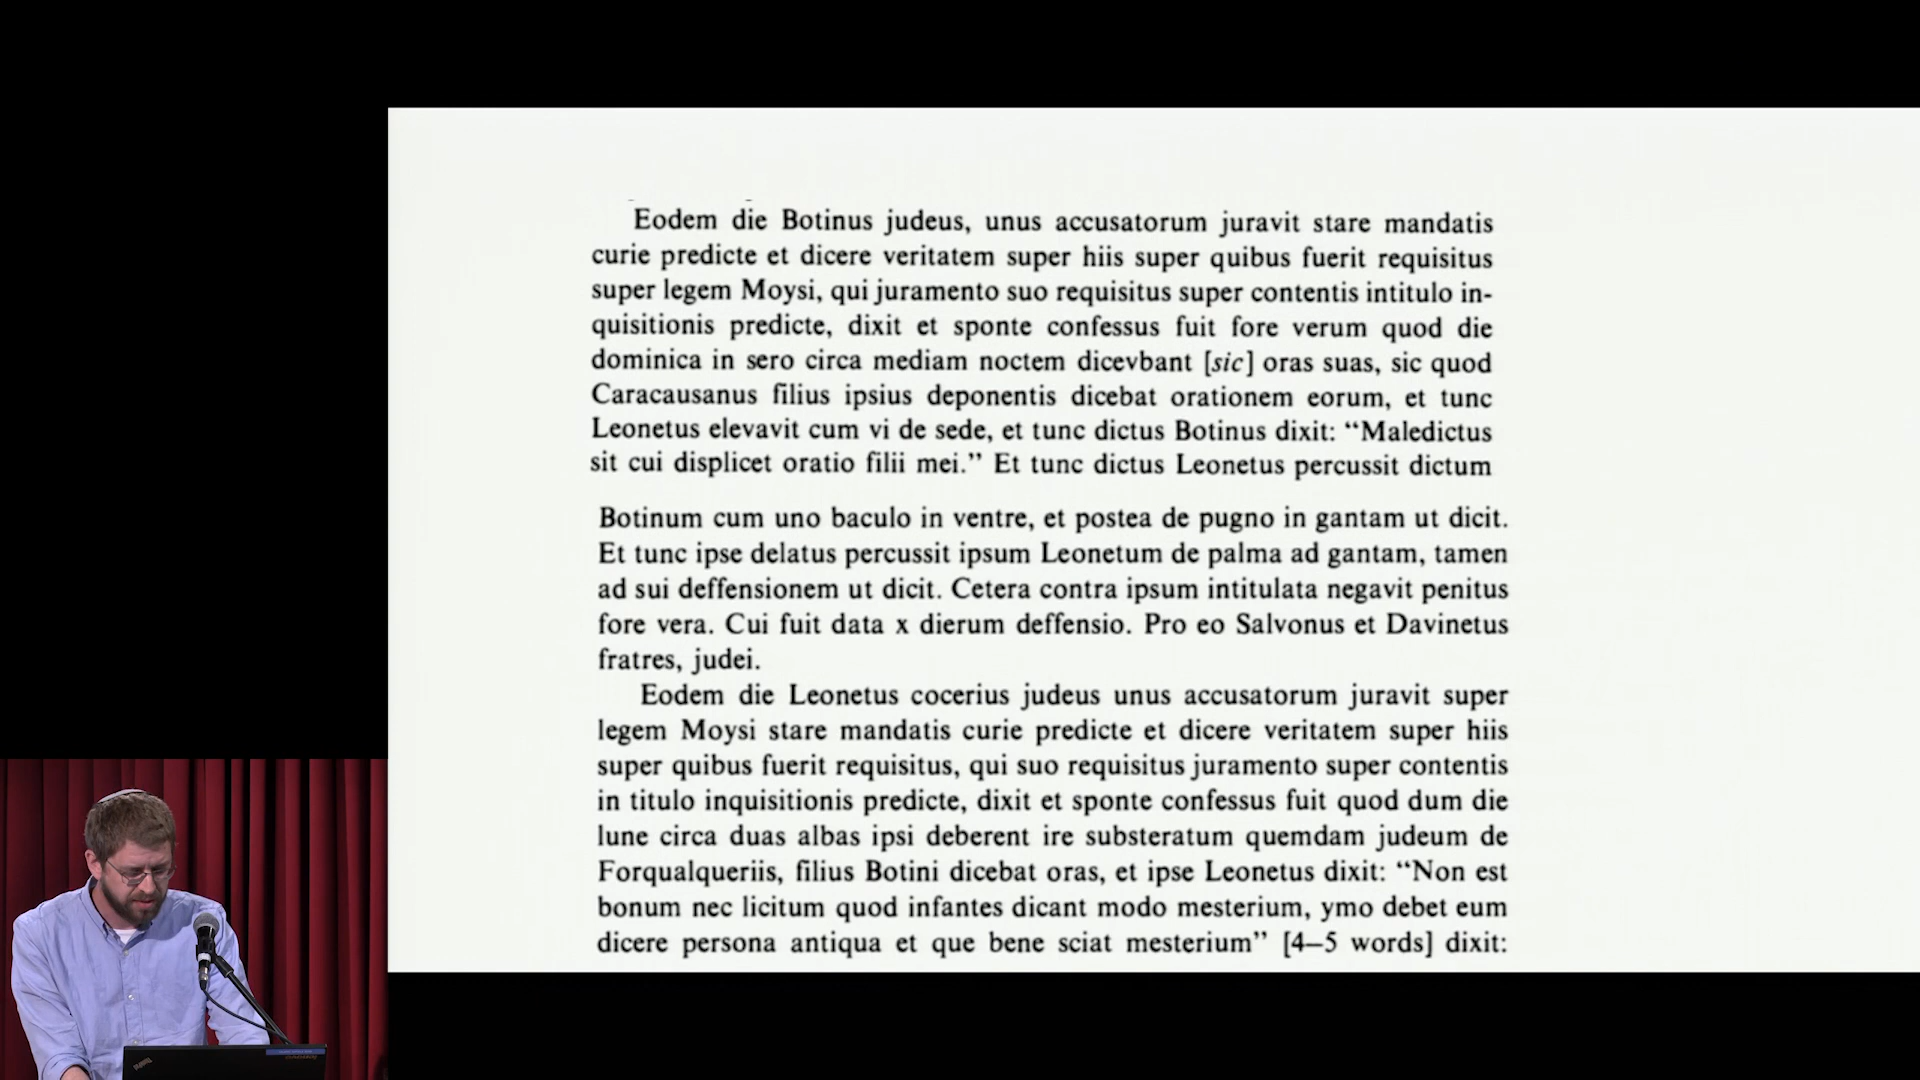 Eodem die Botinus judeus, unus accusatorum juravit stare mandatis
curie predicte et dicere veritatem super hiis super quibus fuerit requisitus
super legem Moysi, qui juramento suo requisitus super contentis intitulo in-
quisitionis predicte, dixit et sponte confessus fuit fore verum quod die
dominica in sero circa mediam noctem dicevbant [sic] oras suas, sic quod
Caracausanus filius ipsius deponentis dicebat orationem eorum, et tunc
Leonetus elevavit cum vi de sede, et tunc dictus Botinus dixit: “Maledictus
sit cui displicet oratio filii mei.” Et tunc dictus Leonetus percussit dictum
Botinum cum uno baculo in ventre, et postea de pugno in gantam ut dicit.
Et tunc ipse delatus percussit ipsum Leonetum de palma ad gantam, tamen
ad sui deffensionem ut dicit. Cetera contra ipsum intitulata negavit penitus
fore vera. Cui fuit data x dierum deffensio. Pro eo Salvonus et Davinetus
fratres, judei.
Eodem die Leonetus cocerius judeus unus accusatorum juravit super
legem Moysi stare mandatis curie predicte et dicere veritatem super hiis
super quibus fuerit requisitus, qui suo requisitus juramento super contentis
in titulo inquisitionis predicte, dixit et sponte confessus fuit quod dum die
lune circa duas albas ipsi deberent ire substeratum quemdam judeum de
Forqualqueriis, filius Botini dicebat oras, et ipse Leonetus dixit: “Non est
bonum nec licitum quod infantes dicant modo mesterium, ymo debet eum
dicere persona antiqua et que bene sciat mesterium” [4–5 words] dixit: